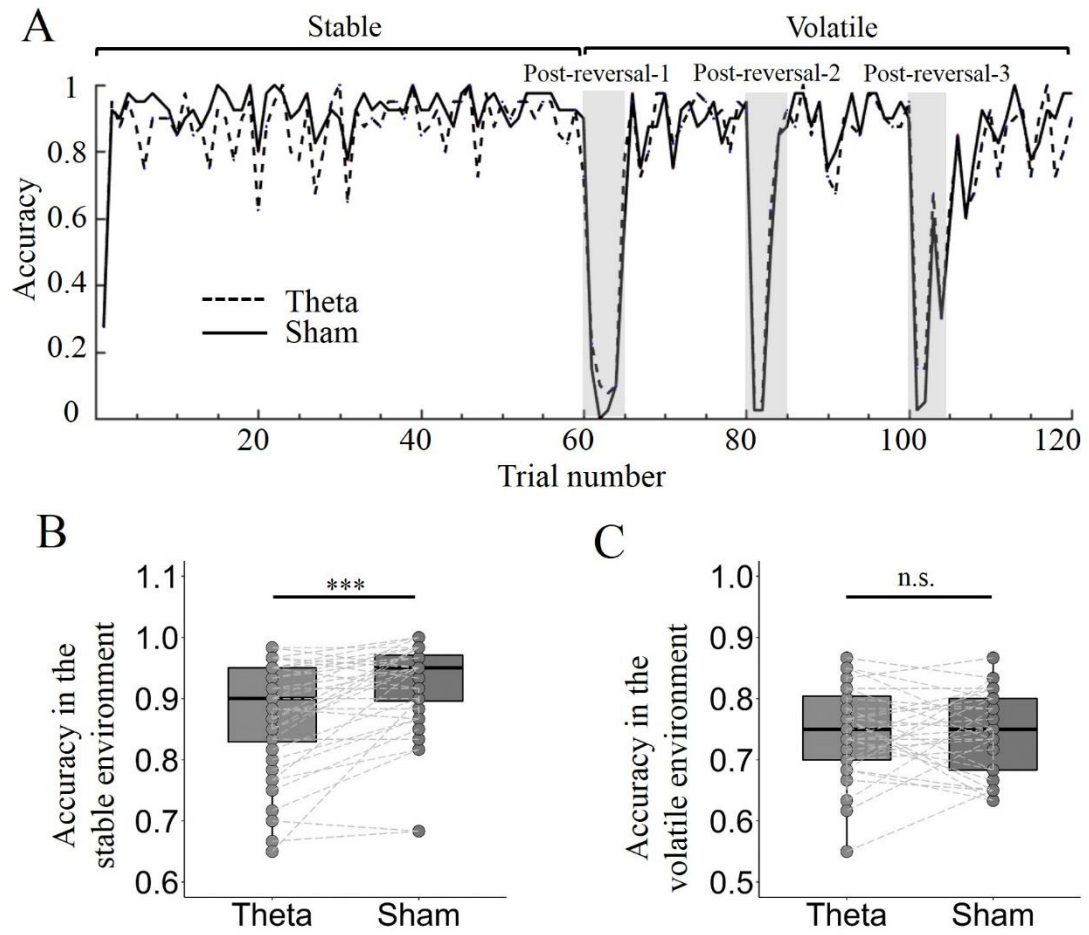 A
Stable
Volatile
Post-reversal-1
Post-reversal-2
Post-reversal-3
Accuracy
1
0.8
0.6
0.4
0.2
0
Theta
Sham
20
40
60
80
100
120
Trial number
B
Accuracy in the
stable environment
1.1
1.0
0.9
0.8
0.7
0.6
***
Theta
Sham
C
Accuracy in the
volatile environment
1.0
0.9
0.8
0.7
0.6
0.5
n.s.
Theta
Sham